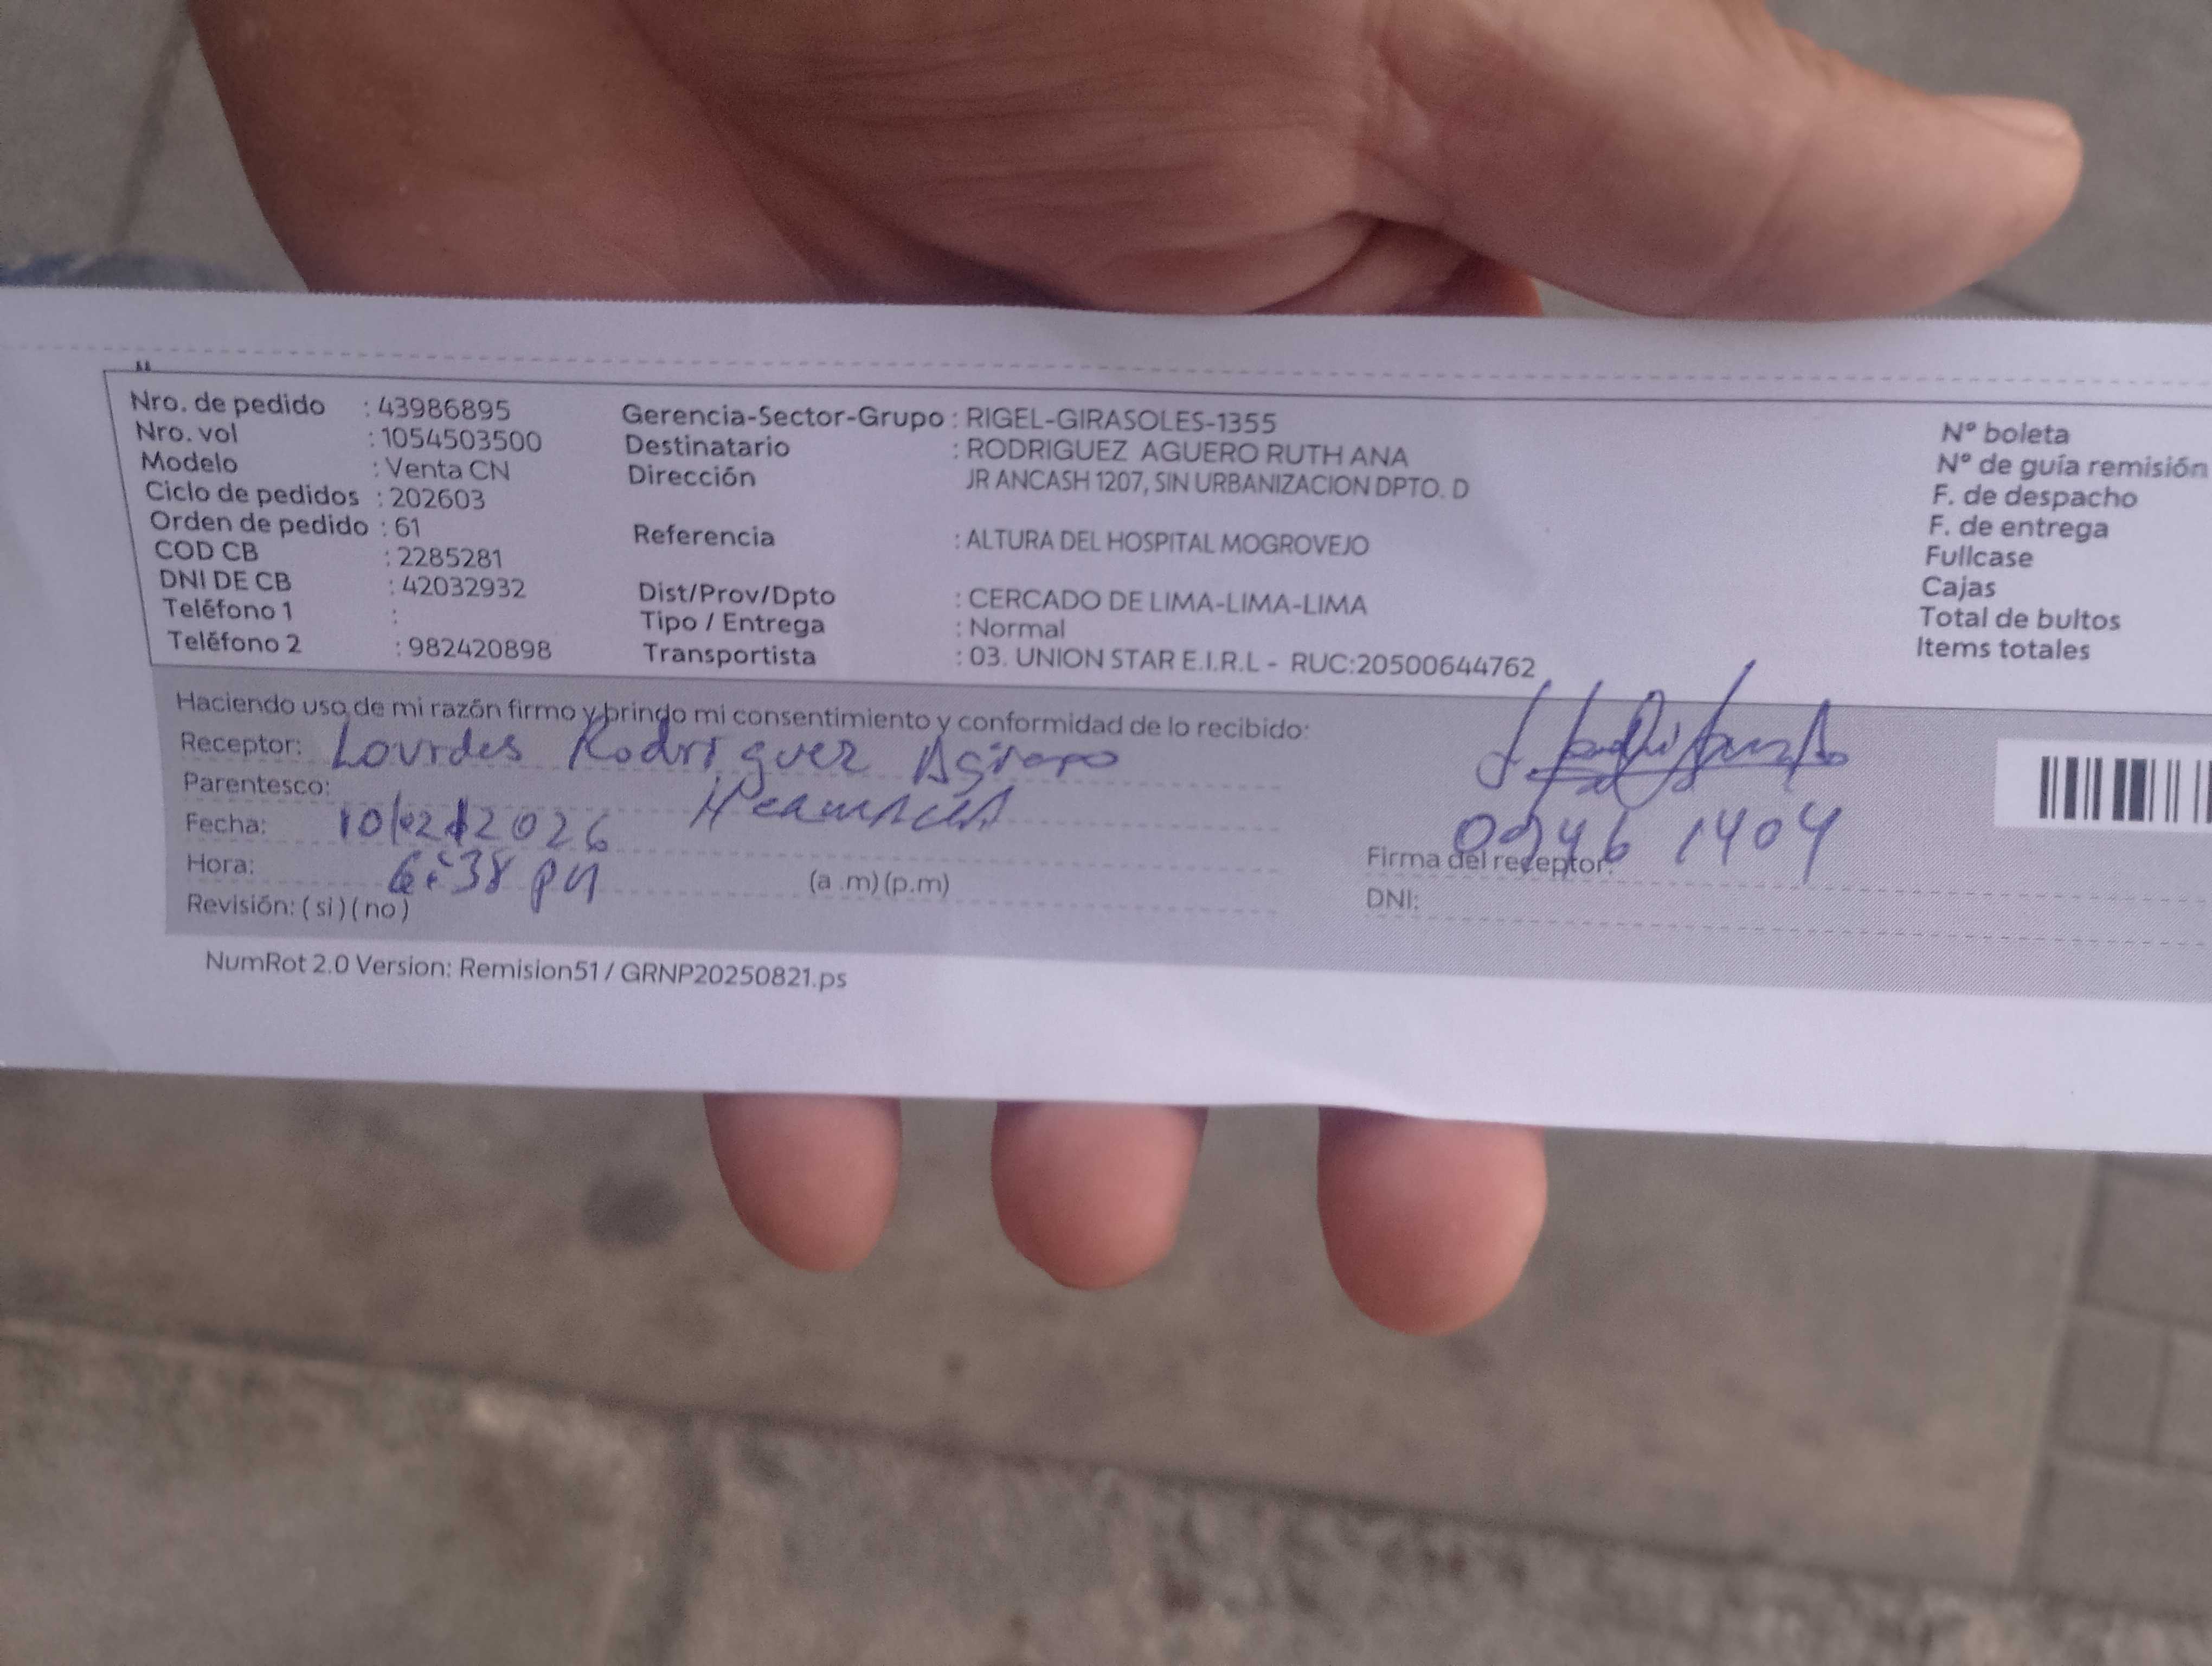 Nro. de pedido : 43986895
Nro. vol : 1054503500
Modelo : Venta CN
Ciclo de pedidos : 202603
Orden de pedido : 61
COD CB : 2285281
DNI DE CB : 42032932
Teléfono 1 :
Teléfono 2 : 982420898
Gerencia-Sector-Grupo : RIGEL-GIRASOLES-1355
Destinatario : RODRIGUEZ AGUERO RUTH ANA
Dirección JR ANCASH 1207, SIN URBANIZACION DPTO. D
Referencia : ALTURA DEL HOSPITAL MOGROVEJO
Dist/Prov/Dpto : CERCADO DE LIMA-LIMA-LIMA
Tipo / Entrega : Normal
Transportista : 03. UNION STAR E.I.R.L - RUC:20500644762
N° boleta
N° de guía remisión
F. de despacho
F. de entrega
Fullcase
Cajas
Total de bultos
Items totales
Haciendo uso de mi razón firmo y brindo mi consentimiento y conformidad de lo recibido:
Receptor: Lourdes Rodriguez
Parentesco: Hermana
Fecha: 10/02/2026
Hora: 6:38 pm (a .m) (p.m)
Revisión: ( si ) ( no )
09461404
Firma del receptor:
DNI:
NumRot 2.0 Version: Remision51 / GRNP20250821.ps